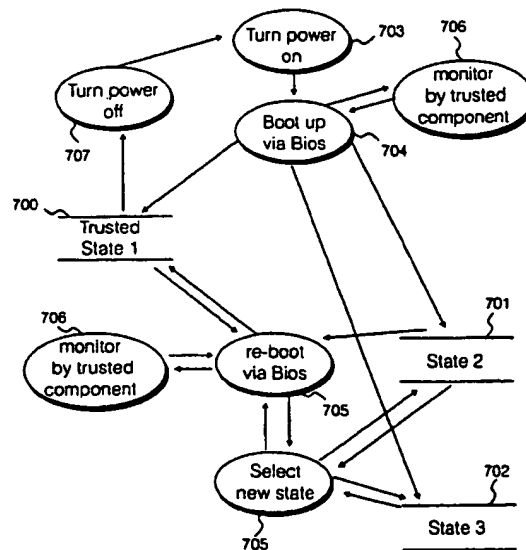 Turn power
on
703
706
monitor
by trusted
component
Turn power
off
707
Boot up
via Bios
704
700
Trusted
State 1
701
State 2
706
monitor
by trusted
component
re-boot
via Bios
705
Select
new state
705
702
State 3